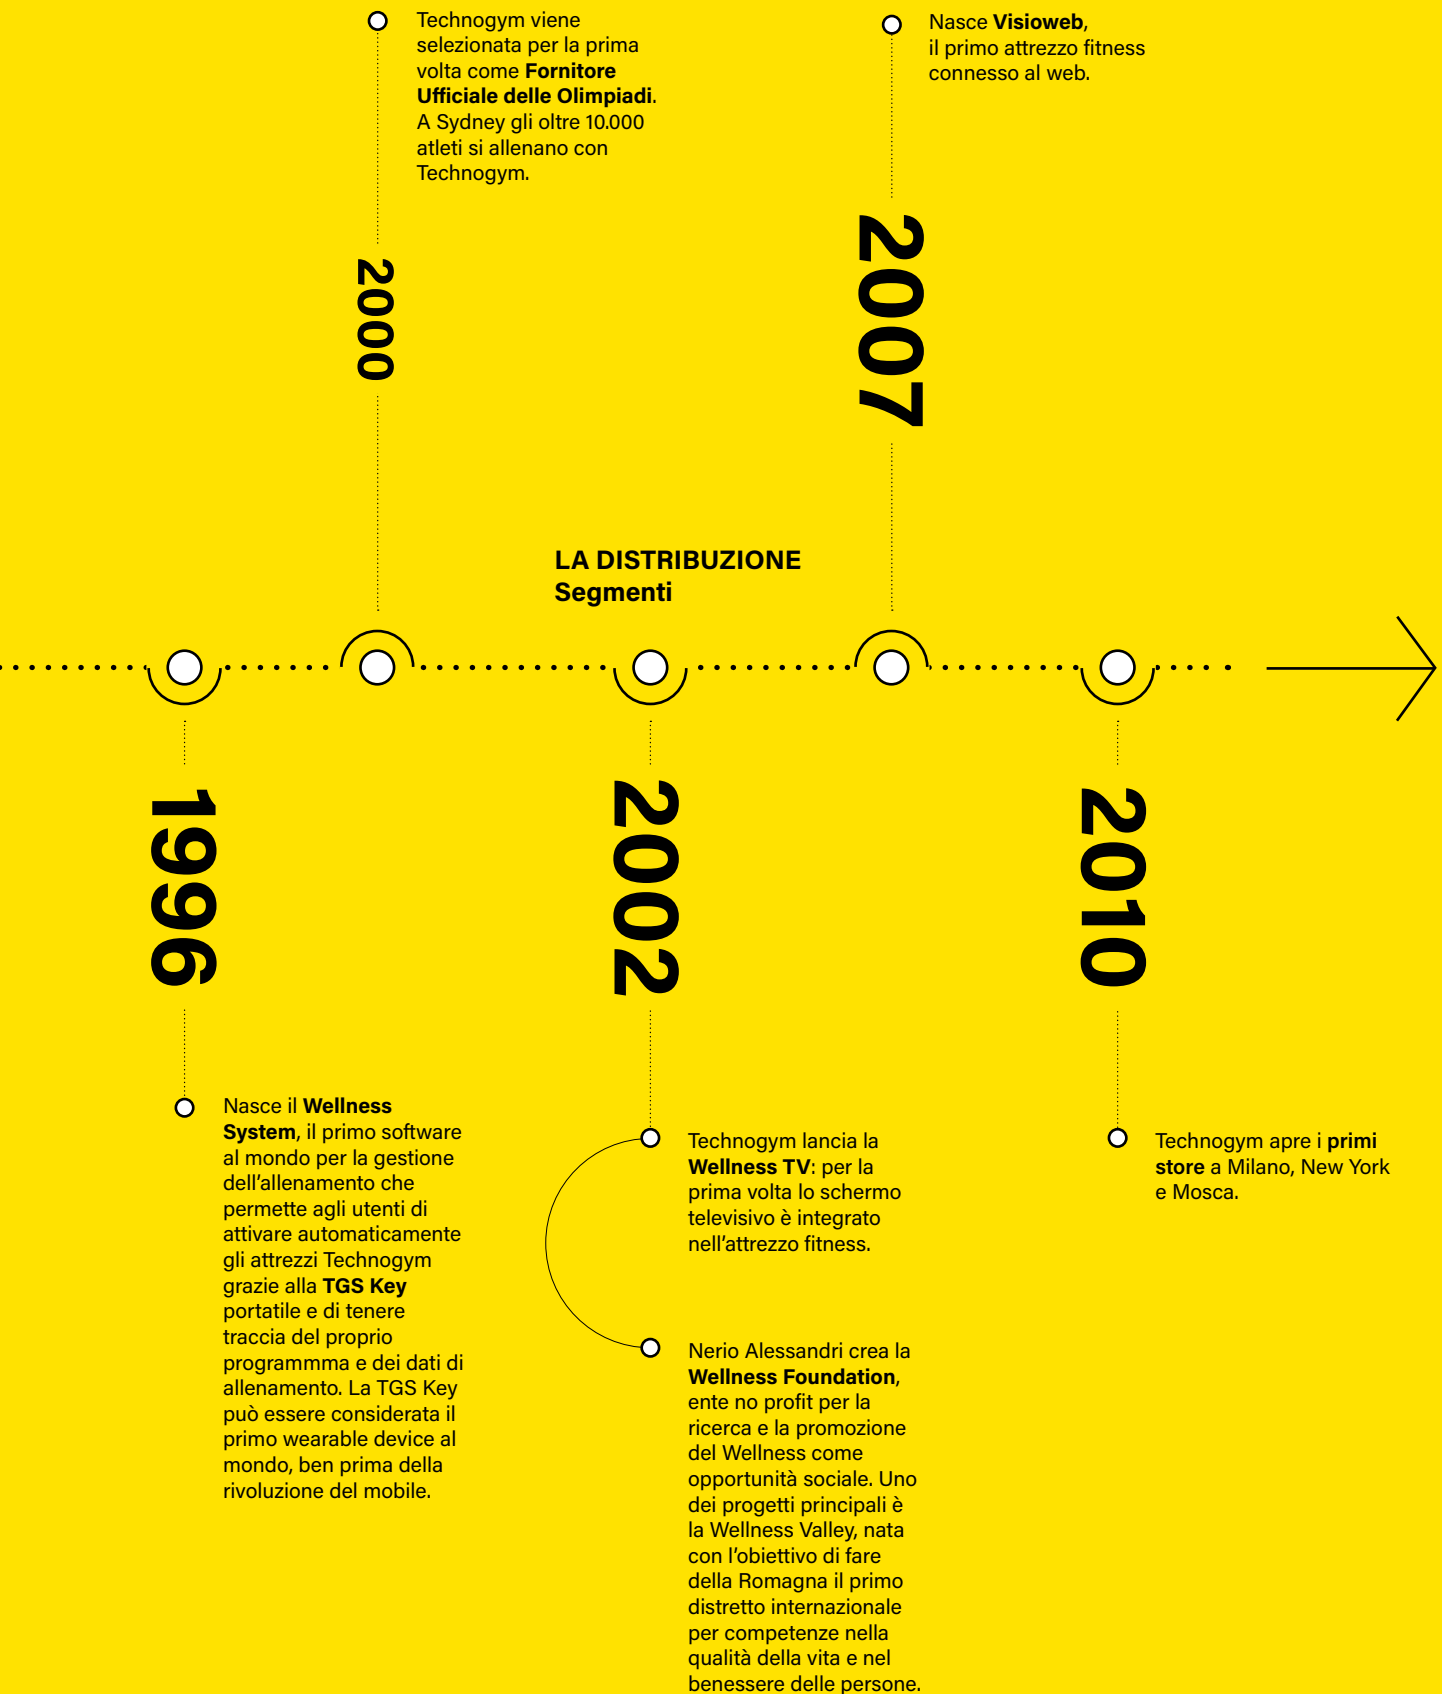 Technogym viene
selezionata per la prima
volta come Fornitore
Ufficiale delle Olimpiadi.
A Sydney gli oltre 10.000
atleti si allenano con
Technogym.
2000
Nasce Visioweb,
il primo attrezzo fitness
connesso al web.
2007
LA DISTRIBUZIONE
Segmenti
1996
Nasce il Wellness
System, il primo software
al mondo per la gestione
dell'allenamento che
permette agli utenti di
attivare automaticamente
gli attrezzi Technogym
grazie alla TGS Key
portatile e di tenere
traccia del proprio
programmma e dei dati di
allenamento. La TGS Key
può essere considerata il
primo wearable device al
mondo, ben prima della
rivoluzione del mobile.
2002
Technogym lancia la
Wellness TV: per la
prima volta lo schermo
televisivo è integrato
nell'attrezzo fitness.
Nerio Alessandri crea la
Wellness Foundation,
ente no profit per la
ricerca e la promozione
del Wellness come
opportunità sociale. Uno
dei progetti principali è
la Wellness Valley, nata
con l'obiettivo di fare
della Romagna il primo
distretto internazionale
per competenze nella
qualità della vita e nel
benessere delle persone.
2010
Technogym apre i primi
store a Milano, New York
e Mosca.